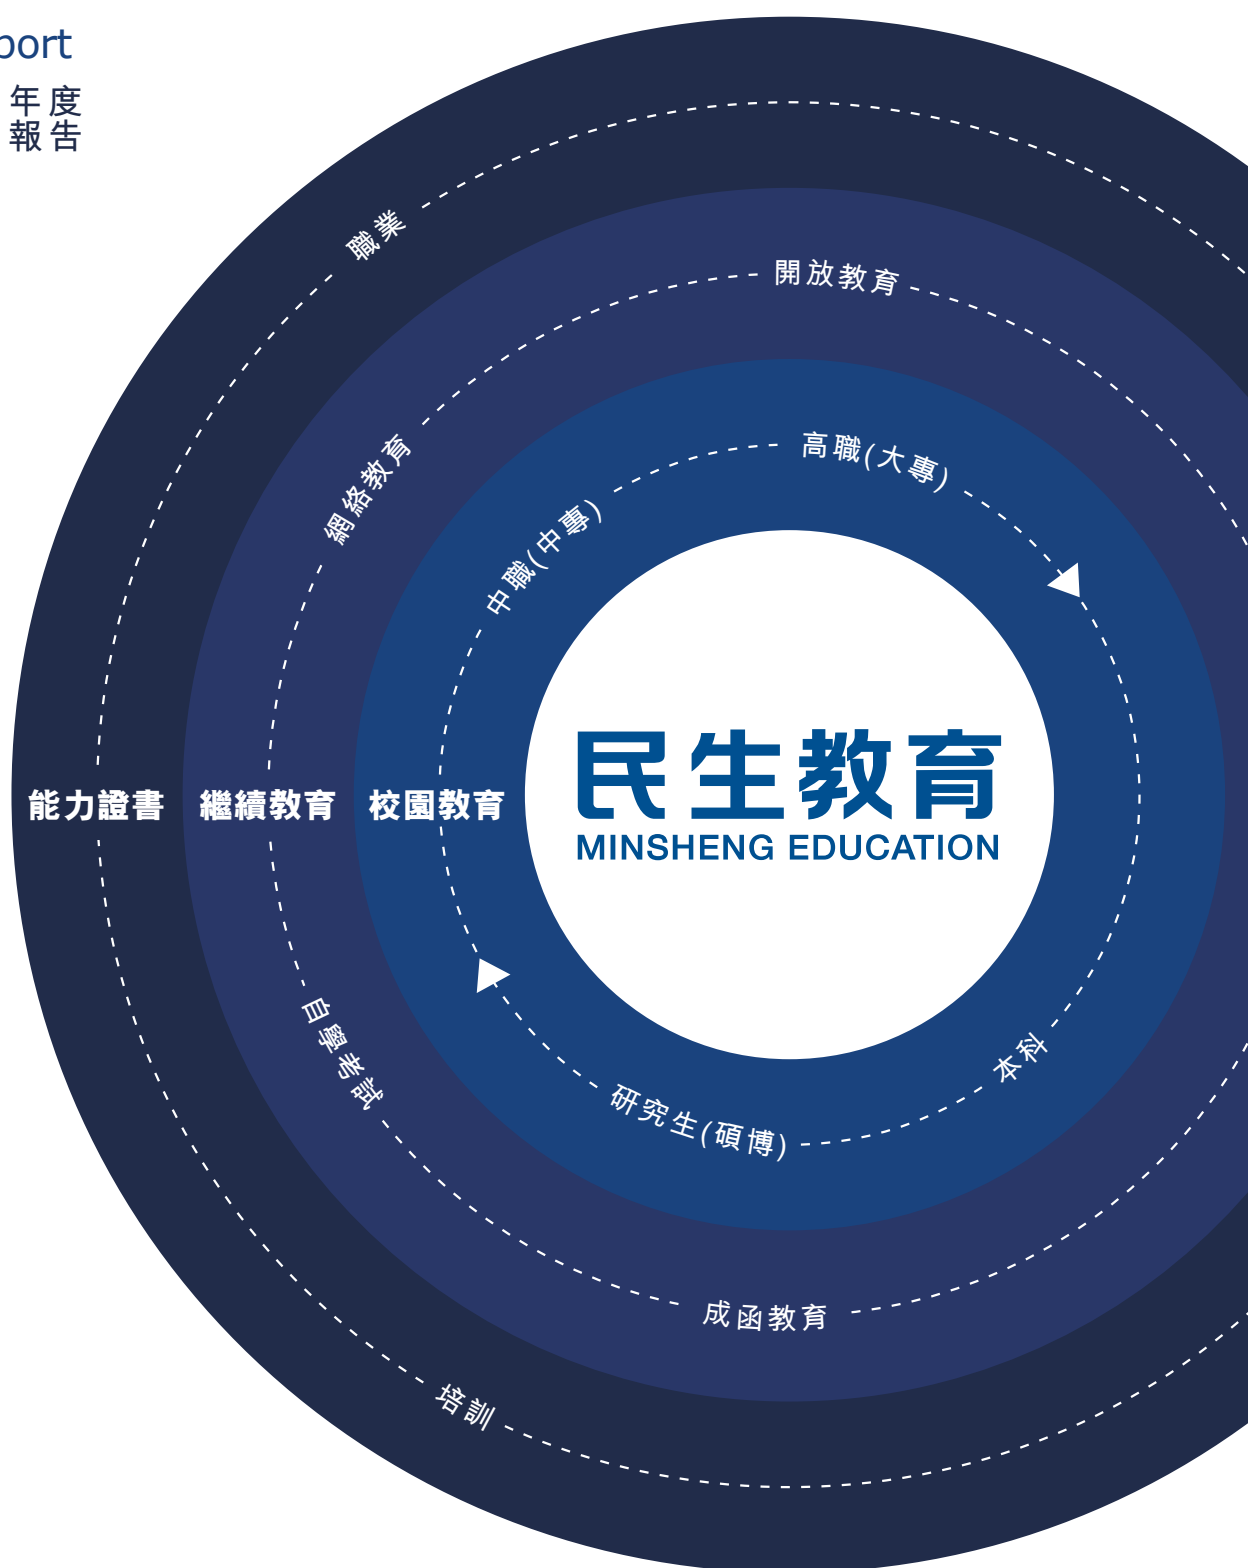 port
年度
報告
職業
開放教育
網絡教育
高職(大專)
中職(中專)
民生教育
MINSHENG EDUCATION
能力證書
繼續教育
校園教育
自學考試
本科
研究生(碩博)
成函教育
培訓